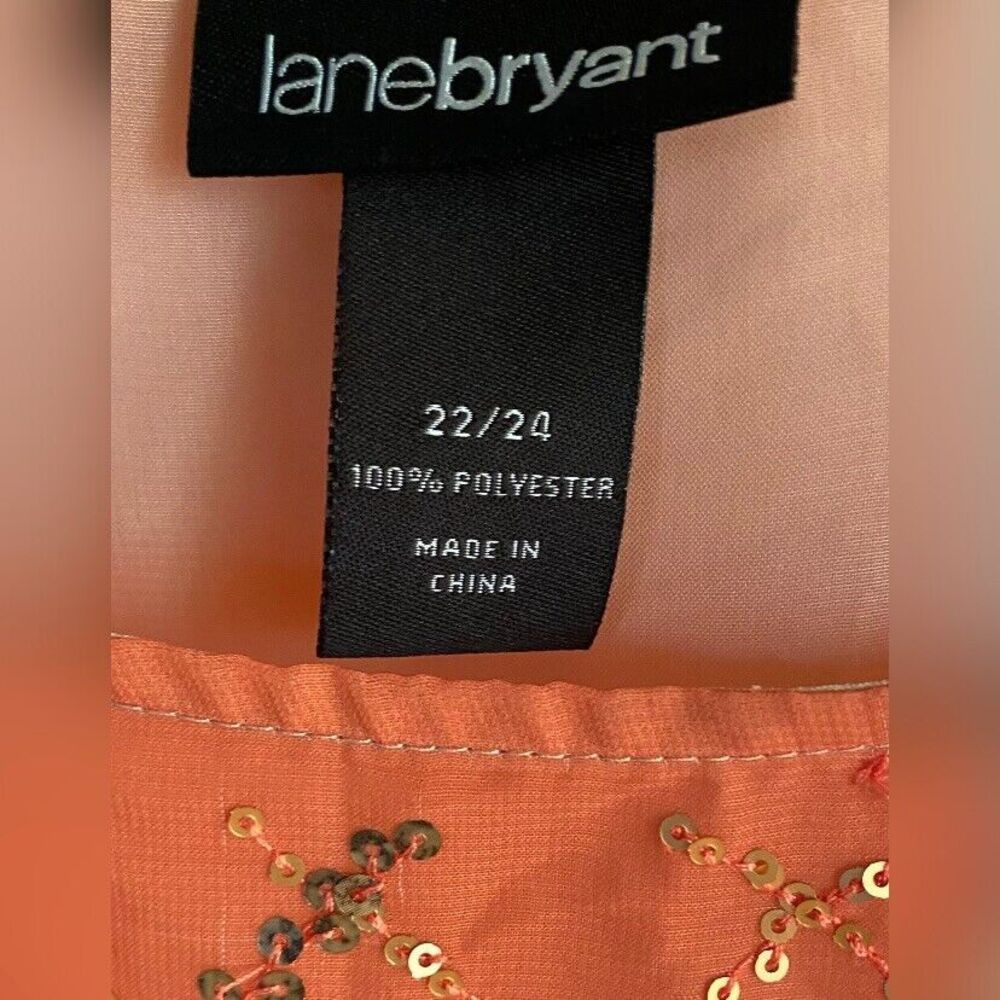 lanebryant
22/24
100% POLYESTER
MADE IN
CHINA